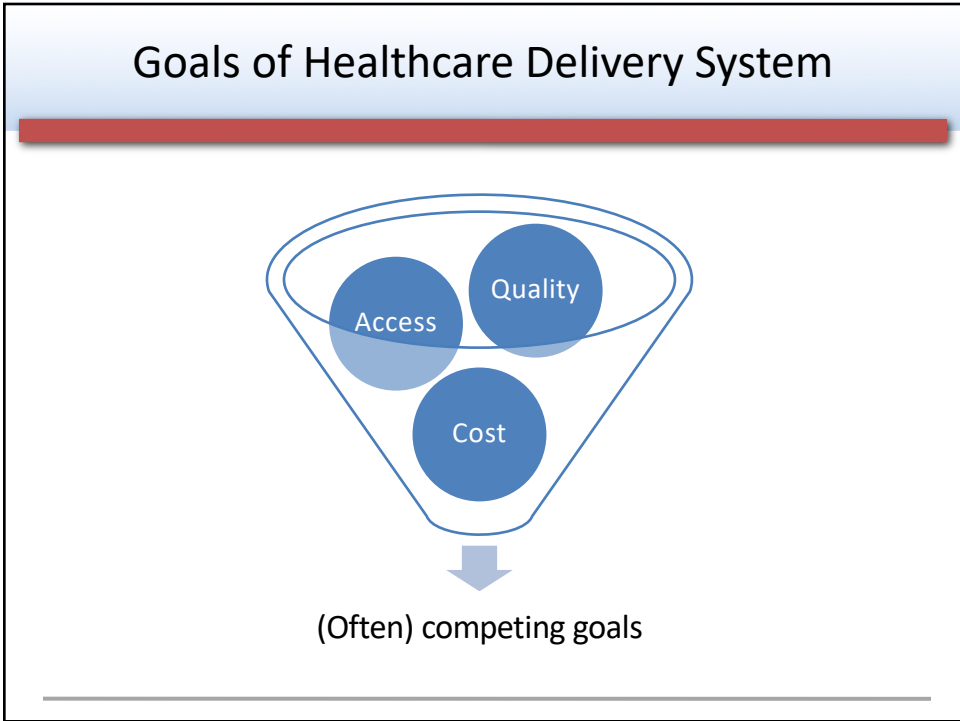 Goals of Healthcare Delivery System
Quality
Access
Cost
(Often) competing goals